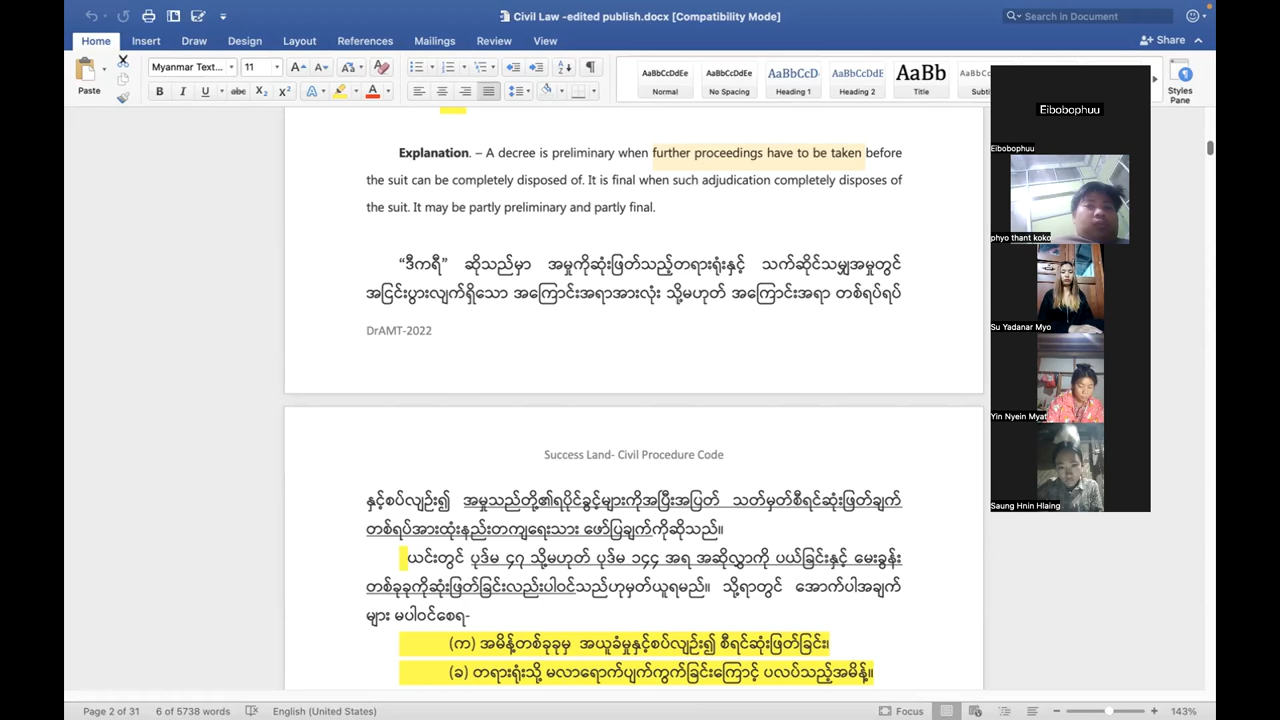 Civil Law -edited publish.docx [Compatibility Mode]
Search in Document
Home Insert Draw Design Layout References Mailings Review View
Share
Paste
Myanmar Text... 11
AaBbCcDdEe AaBbCcDdEe AaBbCcD AaBbCcDdE AaBb AaBbCc
Normal No Spacing Heading 1 Heading 2 Title Subti
Styles
Pane
Eibobophuu
Eibobophuu
phyo thant koko
Su Yadanar Myo
Yin Nyein Myat
Saung Hnin Hlaing
Explanation. – A decree is preliminary when further proceedings have to be taken before
the suit can be completely disposed of. It is final when such adjudication completely disposes of
the suit. It may be partly preliminary and partly final.
“ဒီကရီ” ဆိုသည်မှာ အမှုကိုဆုံးဖြတ်သည့်တရားရုံးနှင့် သက်ဆိုင်သမျှအမှုတွင်
အငြင်းပွားလျက်ရှိသော အကြောင်းအရာအားလုံး သို့မဟုတ် အကြောင်းအရာ တစ်ရပ်ရပ်
DrAMT-2022
Success Land- Civil Procedure Code
နှင့်စပ်လျဉ်း၍ အမှုသည်တို့၏ရပိုင်ခွင့်များကိုအပြီးအပြတ် သတ်မှတ်စီရင်ဆုံးဖြတ်ချက်
တစ်ရပ်အားထုံးနည်းတကျရေးသား ဖော်ပြချက်ကိုဆိုသည်။
ယင်းတွင် ပုဒ်မ ၄၇ သို့မဟုတ် ပုဒ်မ ၁၄၄ အရ အဆိုလွှာကို ပယ်ခြင်းနှင့် မေးခွန်း
တစ်ခုခုကိုဆုံးဖြတ်ခြင်းလည်းပါဝင်သည်ဟုမှတ်ယူရမည်။ သို့ရာတွင် အောက်ပါအချက်
များ မပါဝင်စေရ-
(က) အမိန့်တစ်ခုခုမှ အယူခံမှုနှင့်စပ်လျဉ်း၍ စီရင်ဆုံးဖြတ်ခြင်း၊
(ခ) တရားရုံးသို့ မလာရောက်ပျက်ကွက်ခြင်းကြောင့် ပလပ်သည့်အမိန့်။
Page 2 of 31 6 of 5738 words English (United States) Focus 143%